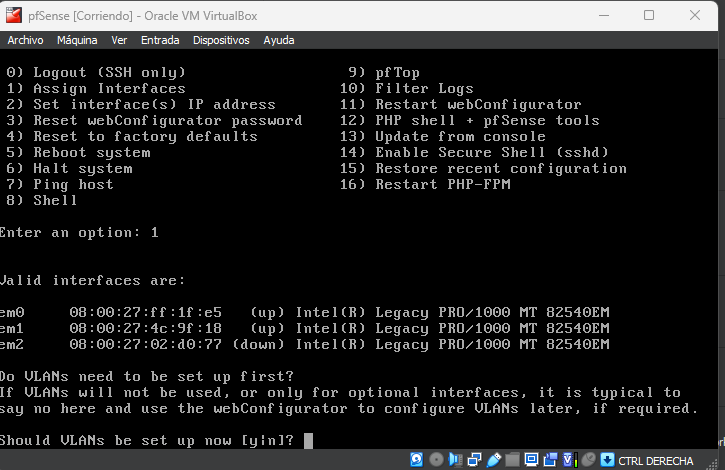 pfSense [Corriendo] - Oracle VM VirtualBox
Archivo Máquina Ver Entrada Dispositivos Ayuda
0) Logout (SSH only) 9) pfTop
1) Assign Interfaces 10) Filter Logs
2) Set interface(s) IP address 11) Restart webConfigurator
3) Reset webConfigurator password 12) PHP shell + pfSense tools
4) Reset to factory defaults 13) Update from console
5) Reboot system 14) Enable Secure Shell (sshd)
6) Halt system 15) Restore recent configuration
7) Ping host 16) Restart PHP-FPM
8) Shell
Enter an option: 1
Valid interfaces are:
em0 08:00:27:ff:1f:e5 (up) Intel(R) Legacy PRO/1000 MT 82540EM
em1 08:00:27:4c:9f:18 (up) Intel(R) Legacy PRO/1000 MT 82540EM
em2 08:00:27:02:d0:77 (down) Intel(R) Legacy PRO/1000 MT 82540EM
Do VLANs need to be set up first?
If VLANs will not be used, or only for optional interfaces, it is typical to
say no here and use the webConfigurator to configure VLANs later, if required.
Should VLANs be set up now [y|n]?
CTRL DERECHA